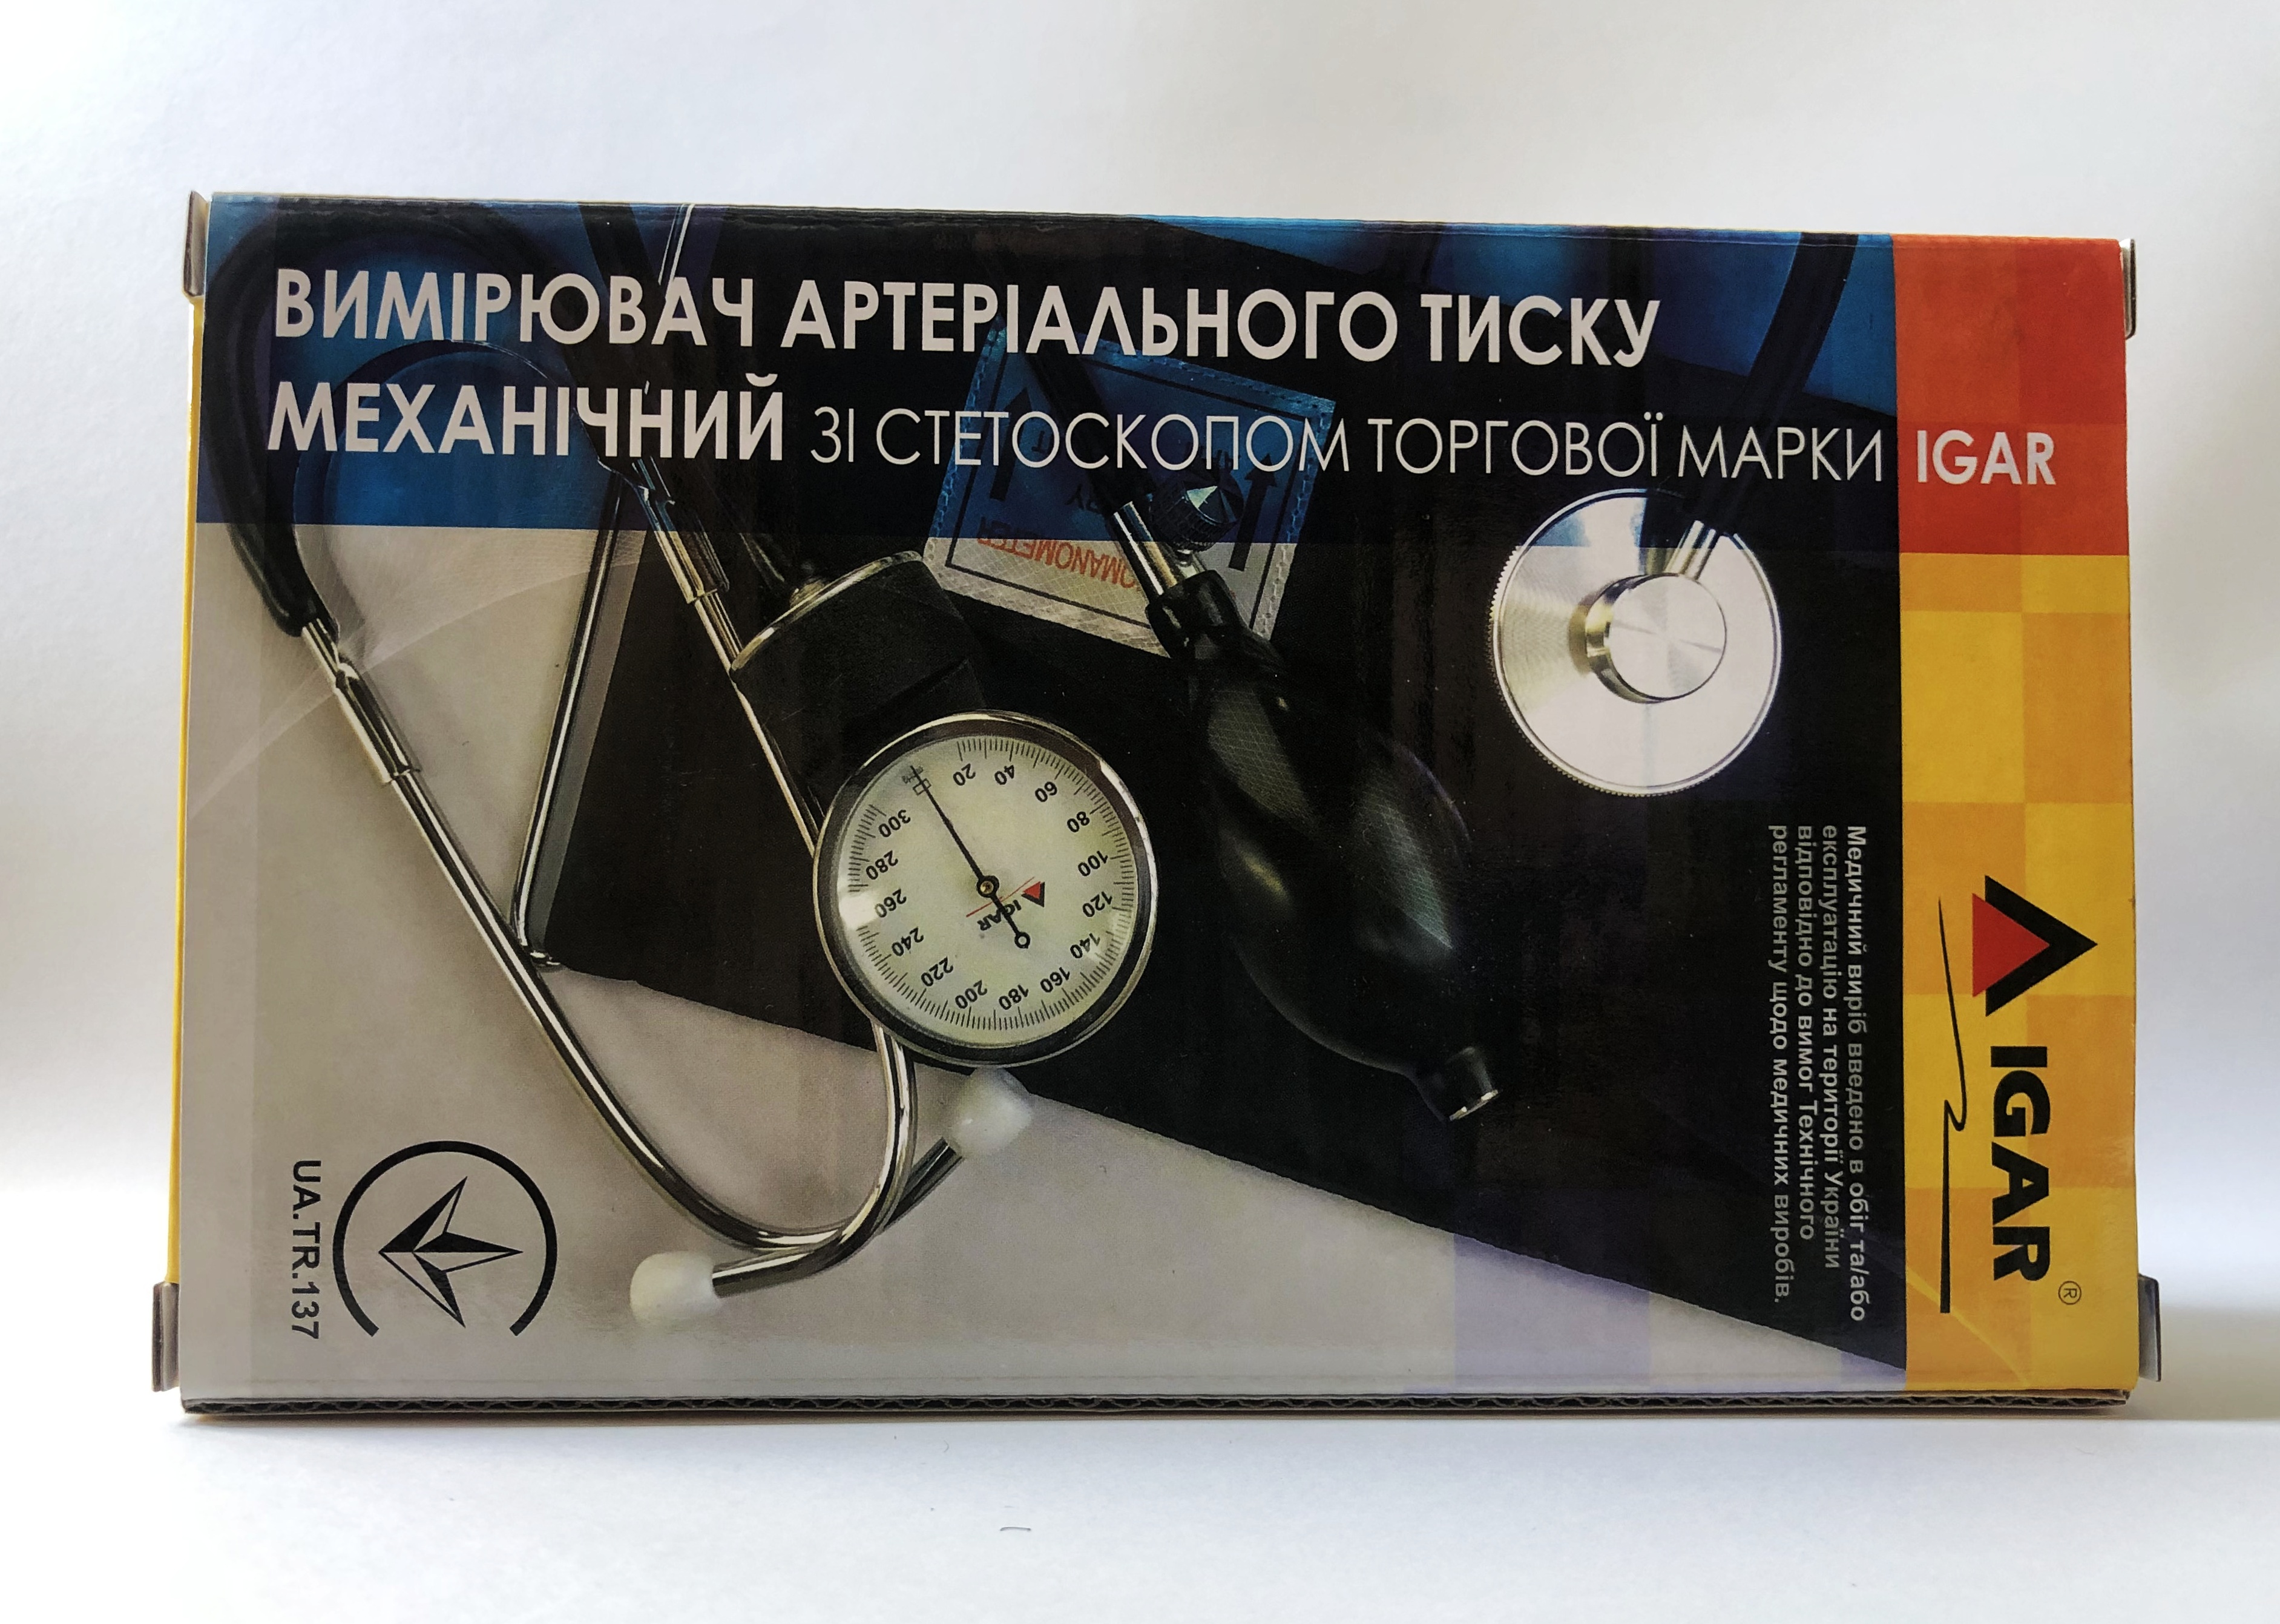 ВИМІРЮВАЧ АРТЕРІАЛЬНОГО ТИСКУ
МЕХАНІЧНИЙ ЗІ СТЕТОСКОПОМ ТОРГОВОЇ МАРКИ IGAR
20
40
60
80
100
120
140
160
180
200
220
240
260
280
300
IGAR
Медичний виріб введено в обіг та/або
експлуатацію на території України
відповідно до вимог Технічного
регламенту щодо медичних виробів.
IGAR ®
UA.TR.137